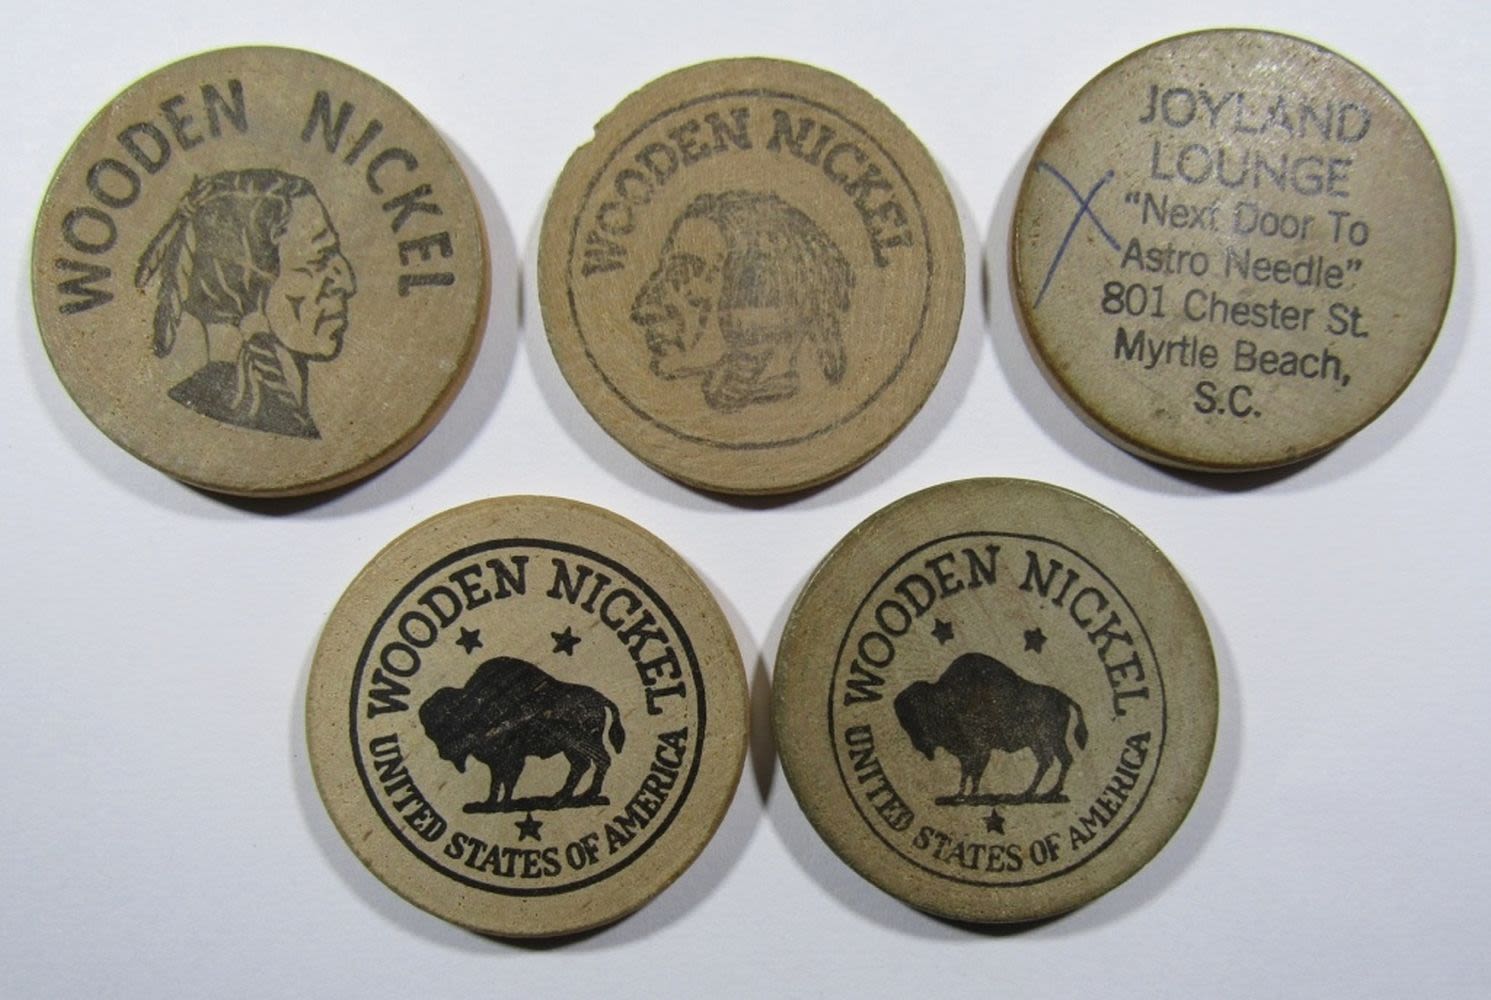 WOODEN NICKEL
WOODEN NICKEL
JOYLAND
LOUNGE
"Next Door To
Astro Needle"
801 Chester St.
Myrtle Beach,
S.C.
WOODEN NICKEL
UNITED STATES OF AMERICA
WOODEN NICKEL
UNITED STATES OF AMERICA